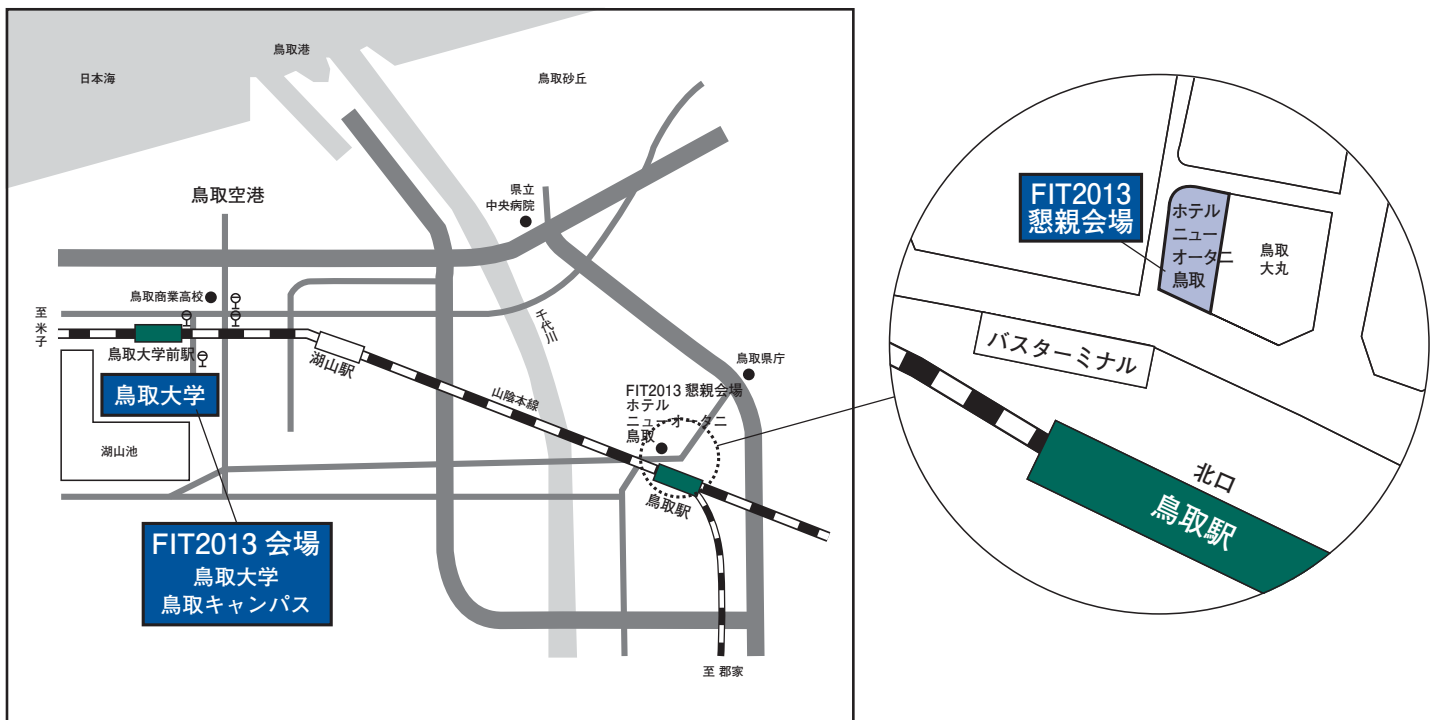 鳥取港
日本海
鳥取砂丘
鳥取空港
県立
中央病院
鳥取商業高校
至米子
鳥取大学前駅
湖山駅
千代川
山陰本線
鳥取県庁
鳥取大学
湖山池
FIT2013 懇親会場
ホテル
ニューオータニ
鳥取
鳥取駅
FIT2013 会場
鳥取大学
鳥取キャンパス
至 郡家
FIT2013
懇親会場
ホテル
ニュー
オータニ
鳥取
鳥取
大丸
バスターミナル
北口
鳥取駅